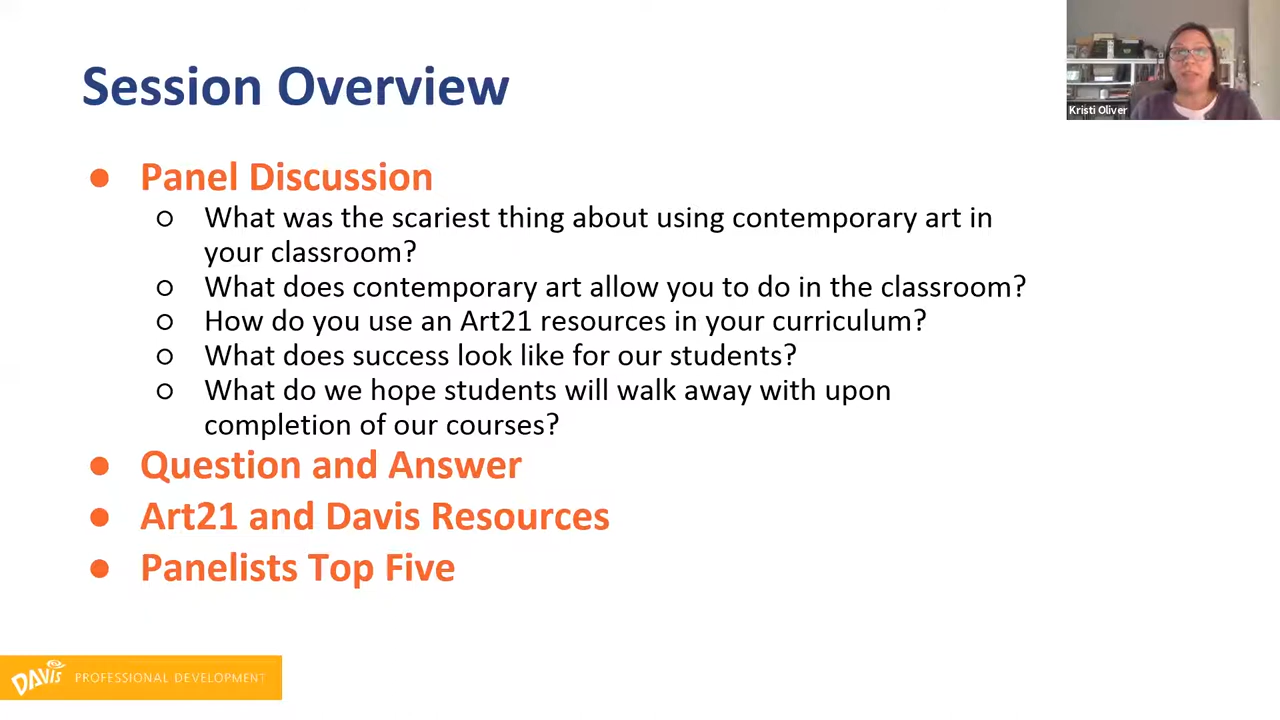 Session Overview
Kristi Oliver
● Panel Discussion
○ What was the scariest thing about using contemporary art in
your classroom?
○ What does contemporary art allow you to do in the classroom?
○ How do you use an Art21 resources in your curriculum?
○ What does success look like for our students?
○ What do we hope students will walk away with upon
completion of our courses?
● Question and Answer
● Art21 and Davis Resources
● Panelists Top Five
DAVIS PROFESSIONAL DEVELOPMENT